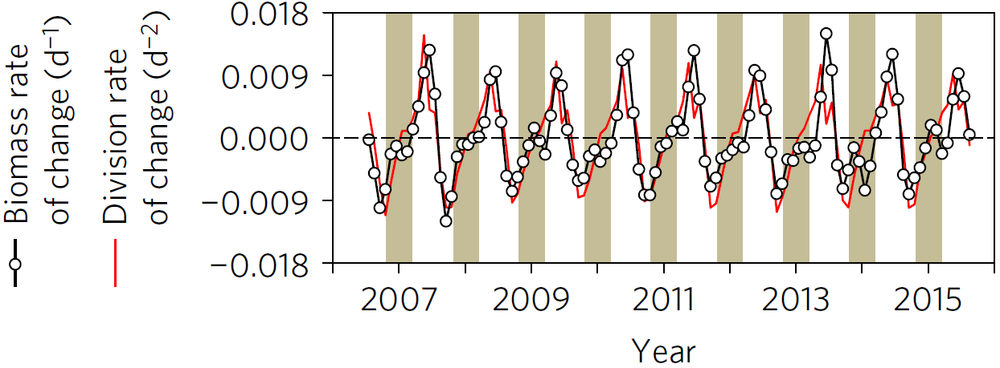 Biomass rate
of change (d⁻¹)
Division rate
of change (d⁻²)
0.018
0.009
0.000
−0.009
−0.018
2007 2009 2011 2013 2015
Year